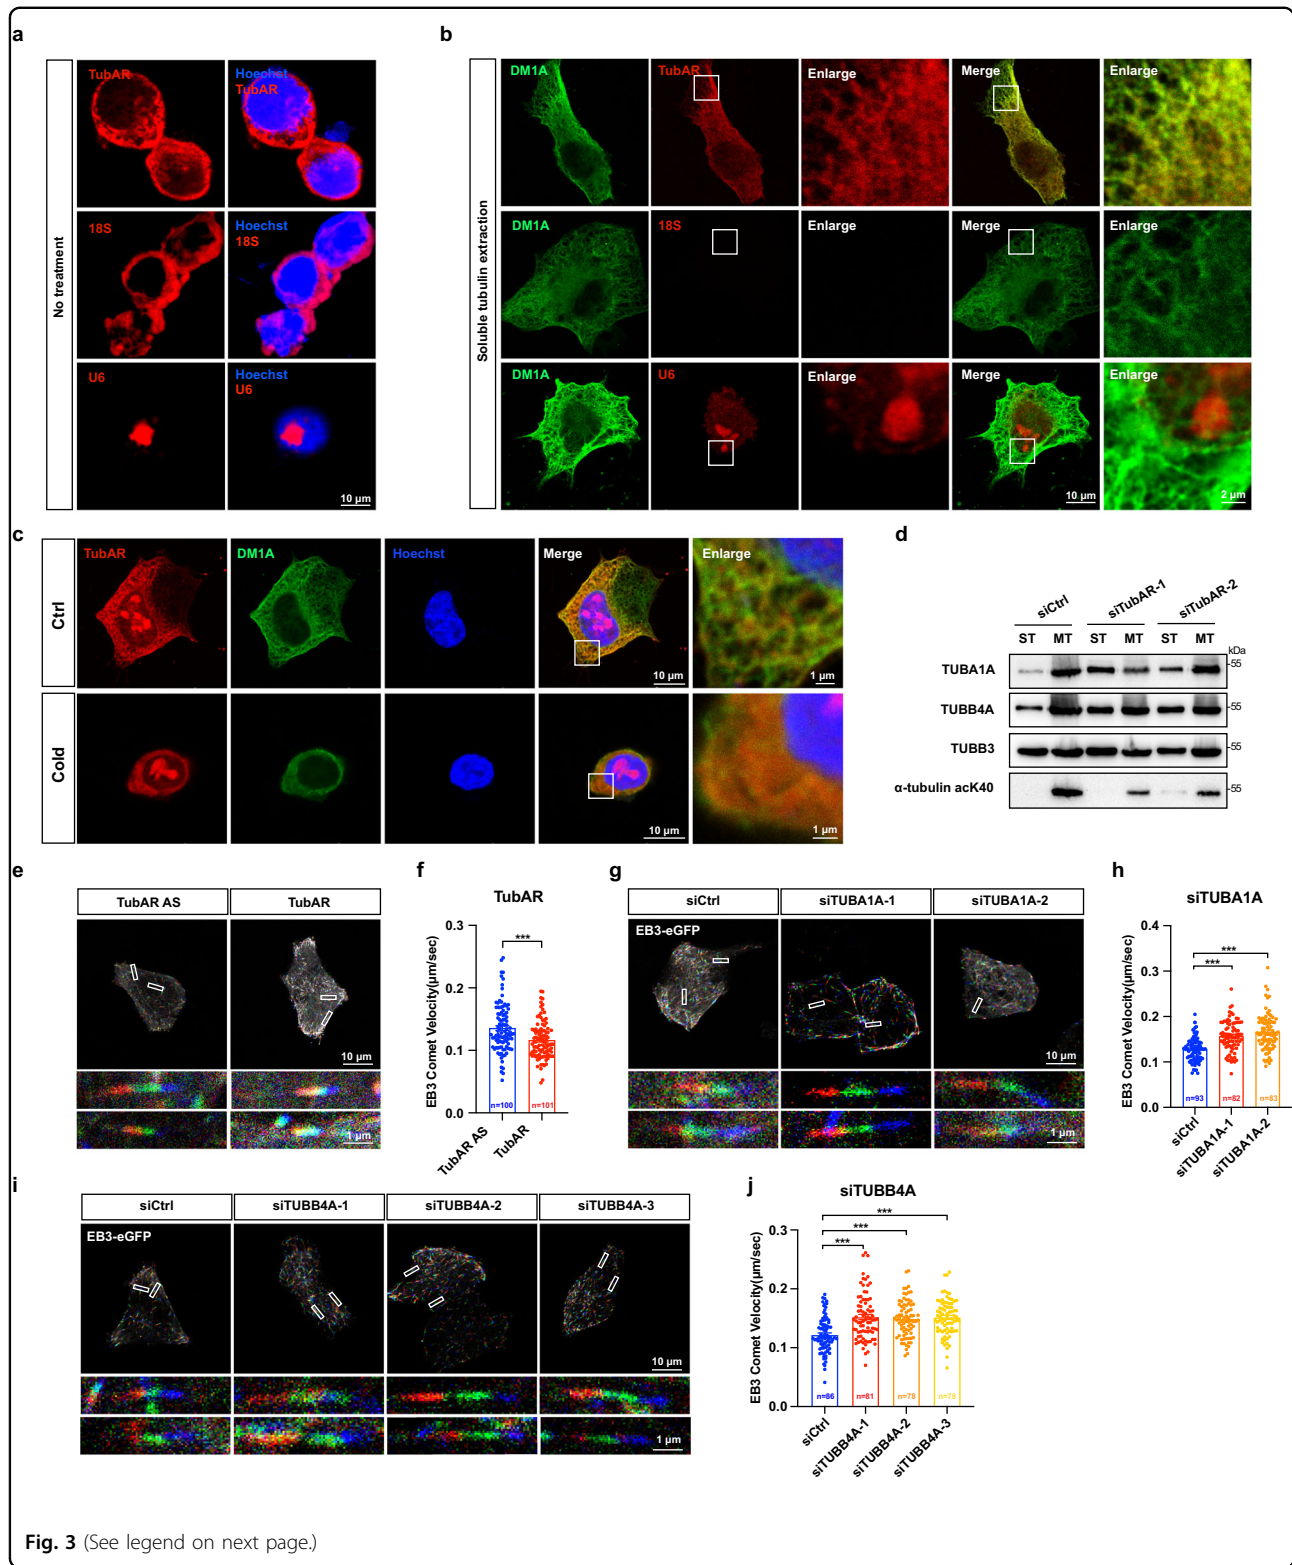 a
No treatment
TubAR
Hoechst
TubAR
18S
Hoechst
18S
U6
Hoechst
U6
10 µm
b
Soluble tubulin extraction
DM1A
TubAR
Enlarge
Merge
Enlarge
DM1A
18S
Enlarge
Merge
Enlarge
DM1A
U6
Enlarge
Merge
Enlarge
10 µm
2 µm
c
Ctrl
TubAR
DM1A
Hoechst
Merge
Enlarge
10 µm
1 µm
Cold
10 µm
1 µm
d
siCtrl
siTubAR-1
siTubAR-2
ST MT ST MT ST MT
kDa
TUBA1A
-55
TUBB4A
-55
TUBB3
-55
α-tubulin acK40
-55
e
TubAR AS
TubAR
10 µm
1 µm
f
TubAR
EB3 Comet Velocity(µm/sec)
0.3
0.2
0.1
0.0
***
n=100
n=101
TubAR AS
TubAR
g
siCtrl
siTUBA1A-1
siTUBA1A-2
EB3-eGFP
10 µm
1 µm
h
siTUBA1A
EB3 Comet Velocity(µm/sec)
0.4
0.3
0.2
0.1
0.0
***
***
n=93
n=82
n=83
siCtrl
siTUBA1A-1
siTUBA1A-2
i
siCtrl
siTUBB4A-1
siTUBB4A-2
siTUBB4A-3
EB3-eGFP
10 µm
1 µm
j
siTUBB4A
EB3 Comet Velocity(µm/sec)
0.3
0.2
0.1
0.0
***
***
***
n=86
n=81
n=78
n=78
siCtrl
siTUBB4A-1
siTUBB4A-2
siTUBB4A-3
Fig. 3 (See legend on next page.)